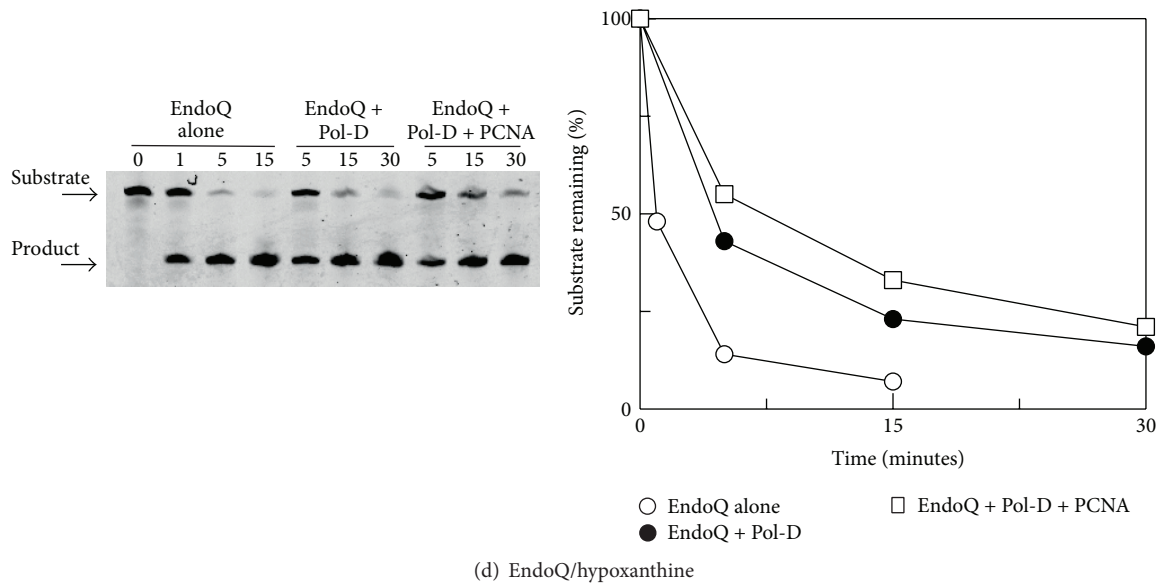 EndoQ alone
EndoQ + Pol-D
EndoQ + Pol-D + PCNA
0 1 5 15 5 15 30 5 15 30
Substrate
Product
Substrate remaining (%)
100
50
0
0 15 30
Time (minutes)
EndoQ alone
EndoQ + Pol-D
EndoQ + Pol-D + PCNA
(d) EndoQ/hypoxanthine